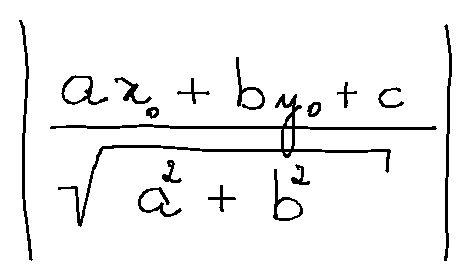 | (ax₀ + by₀ + c) / √(a² + b²) |